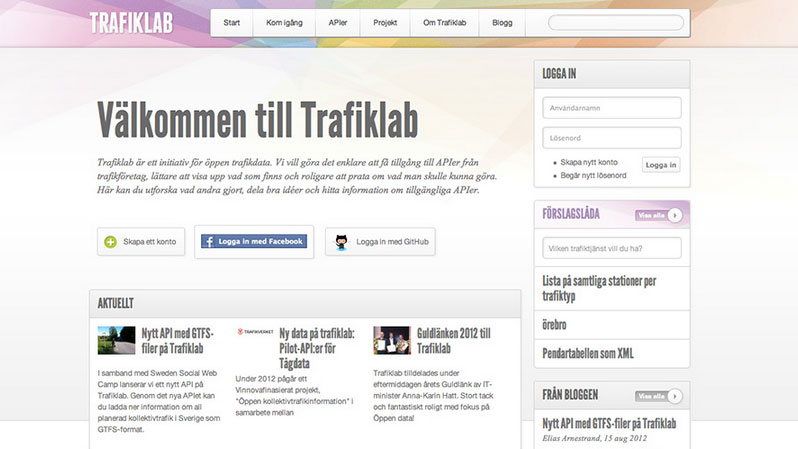 TRAFIKLAB
Start
Kom igång
APIer
Projekt
Om Trafiklab
Blogg
Välkommen till Trafiklab
Trafiklab är ett initiativ för öppen trafikdata. Vi vill göra det enklare att få tillgång till APIer från
trafikföretag, lättare att visa upp vad som finns och roligare att prata om vad man skulle kunna göra.
Här kan du utforska vad andra gjort, dela bra idéer och hitta information om tillgängliga APIer.
Skapa ett konto
Logga in med Facebook
Logga in med GitHub
AKTUELLT
Nytt API med GTFS-
filer på Trafiklab
I samband med Sweden Social Web
Camp lanserar vi ett nytt API på
Trafiklab. Genom det nya APIet kan
du ladda ner information om all
planerad kollektivtrafik i Sverige som
GTFS-format.
TRAFIKVERKET
Ny data på trafiklab:
Pilot-API:er för
Tågdata
Under 2012 pågår ett
Vinnovafinasierat projekt,
"Öppen kollektivtrafikinformation" i
samarbete mellan
Guldlänken 2012 till
Trafiklab
Trafiklab tilldelades under
eftermiddagen årets Guldlänk av IT-
minister Anna-Karin Hatt. Stort tack
och fantastiskt roligt med fokus på
Öppen data!
LOGGA IN
Användarnamn
Lösenord
Skapa nytt konto
Begär nytt lösenord
Logga in
FÖRSLAGSLÅDA
Visa alla
Vilken trafiktjänst vill du ha?
Lista på samtliga stationer per
trafiktyp
örebro
Pendartabellen som XML
FRÅN BLOGGEN
Visa alla
Nytt API med GTFS-filer på Trafiklab
Elias Arnestrand, 15 aug 2012